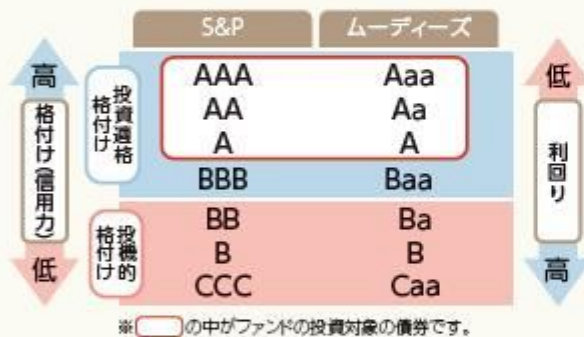 S&P ムーディーズ
高
格付け(信用力)
低
投資適格
格付け
AAA Aaa
AA Aa
A A
BBB Baa
投機的
格付け
BB Ba
B B
CCC Caa
低
利回り
高
※ の中がファンドの投資対象の債券です。